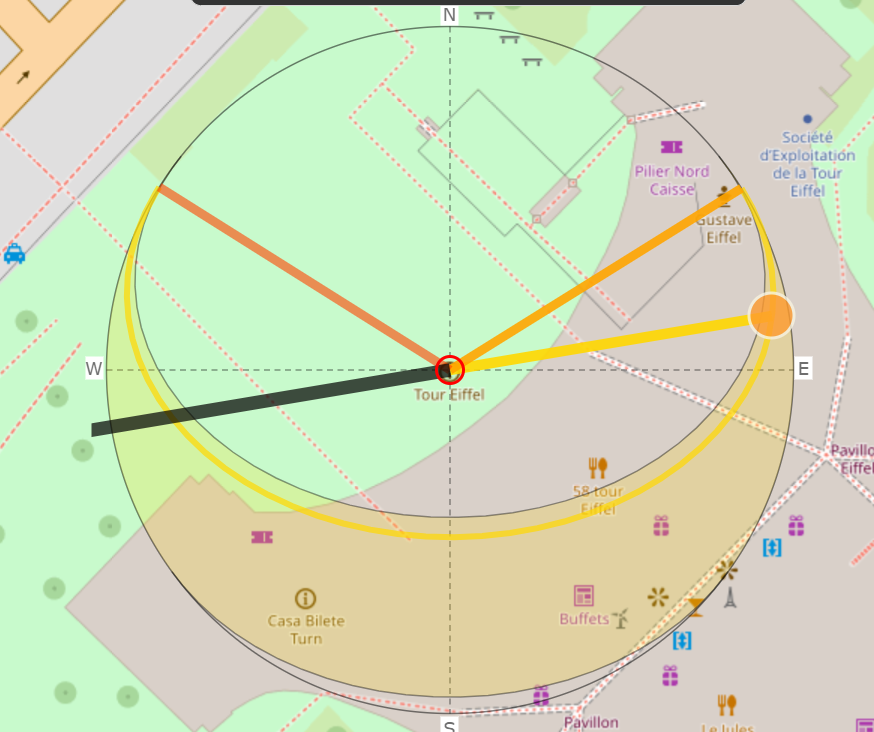 N
Pilier Nord
Caisse
Société
d'Exploitation
de la Tour
Eiffel
Gustave
Eiffel
W
E
Tour Eiffel
58 tour
Eiffel
Pavillo
Eiffel
Casa Bilete
Turn
Buffets
Pavillon
Le Jules
S